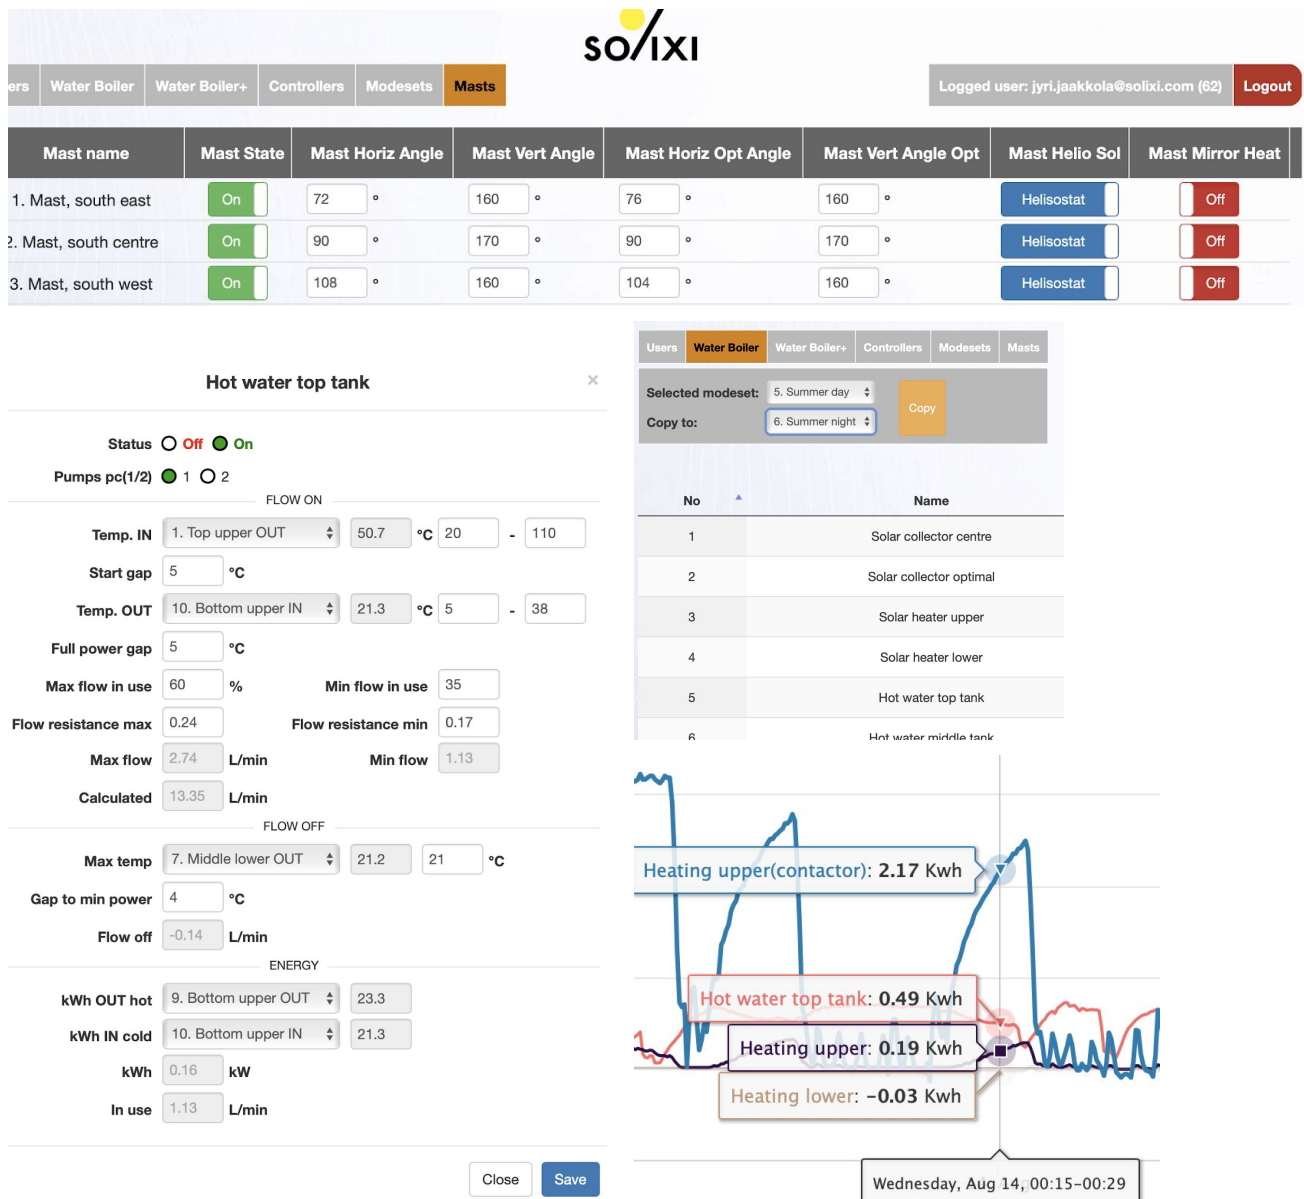 solixi
ers Water Boiler Water Boiler+ Controllers Modesets Masts Logged user: jyri.jaakkola@solixi.com (62) Logout
Mast name Mast State Mast Horiz Angle Mast Vert Angle Mast Horiz Opt Angle Mast Vert Angle Opt Mast Helio Sol Mast Mirror Heat
1. Mast, south east On 72 ° 160 ° 76 ° 160 ° Helisostat Off
2. Mast, south centre On 90 ° 170 ° 90 ° 170 ° Helisostat Off
3. Mast, south west On 108 ° 160 ° 104 ° 160 ° Helisostat Off
Hot water top tank ×
Status Off On
Pumps pc(1/2) 1 2
FLOW ON
Temp. IN 1. Top upper OUT 50.7 °C 20 - 110
Start gap 5 °C
Temp. OUT 10. Bottom upper IN 21.3 °C 5 - 38
Full power gap 5 °C
Max flow in use 60 % Min flow in use 35
Flow resistance max 0.24 Flow resistance min 0.17
Max flow 2.74 L/min Min flow 1.13
Calculated 13.35 L/min
FLOW OFF
Max temp 7. Middle lower OUT 21.2 21 °C
Gap to min power 4 °C
Flow off -0.14 L/min
ENERGY
kWh OUT hot 9. Bottom upper OUT 23.3
kWh IN cold 10. Bottom upper IN 21.3
kWh 0.16 kW
In use 1.13 L/min
Close Save
Users Water Boiler Water Boiler+ Controllers Modesets Masts
Selected modeset: 5. Summer day
Copy
Copy to: 6. Summer night
No Name
1 Solar collector centre
2 Solar collector optimal
3 Solar heater upper
4 Solar heater lower
5 Hot water top tank
6 Hot water middle tank
Heating upper(contactor): 2.17 Kwh
Hot water top tank: 0.49 Kwh
Heating upper: 0.19 Kwh
Heating lower: -0.03 Kwh
Wednesday, Aug 14, 00:15-00:29